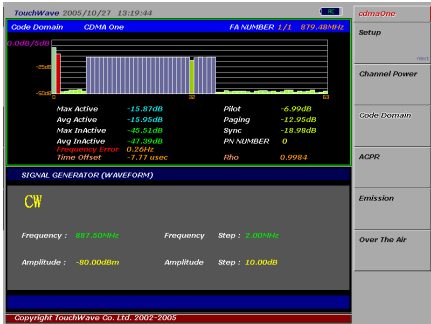 TouchWave 2005/10/27 13:19:44 AC
Code Domain CDMA One FA NUMBER 1/1 879.48MHz
0.0dB/5dB
-25dB
-50dB
0 32 63
Max Active -15.87dB Pilot -6.99dB
Avg Active -15.95dB Paging -12.95dB
Max InActive -45.51dB Sync -18.98dB
Avg InActive -47.39dB PN NUMBER 0
Frequency Error 0.26Hz
Time Offset -1.77 usec Rho 0.9984
SIGNAL GENERATOR (WAVEFORM)
CW
Frequency : 887.50MHz Frequency Step : 2.00MHz
Amplitude : -80.00dBm Amplitude Step : 10.00dB
Copyright TouchWave Co. Ltd. 2002-2005
cdmaOne
Setup
Channel Power
Code Domain
ACPR
Emission
Over The Air